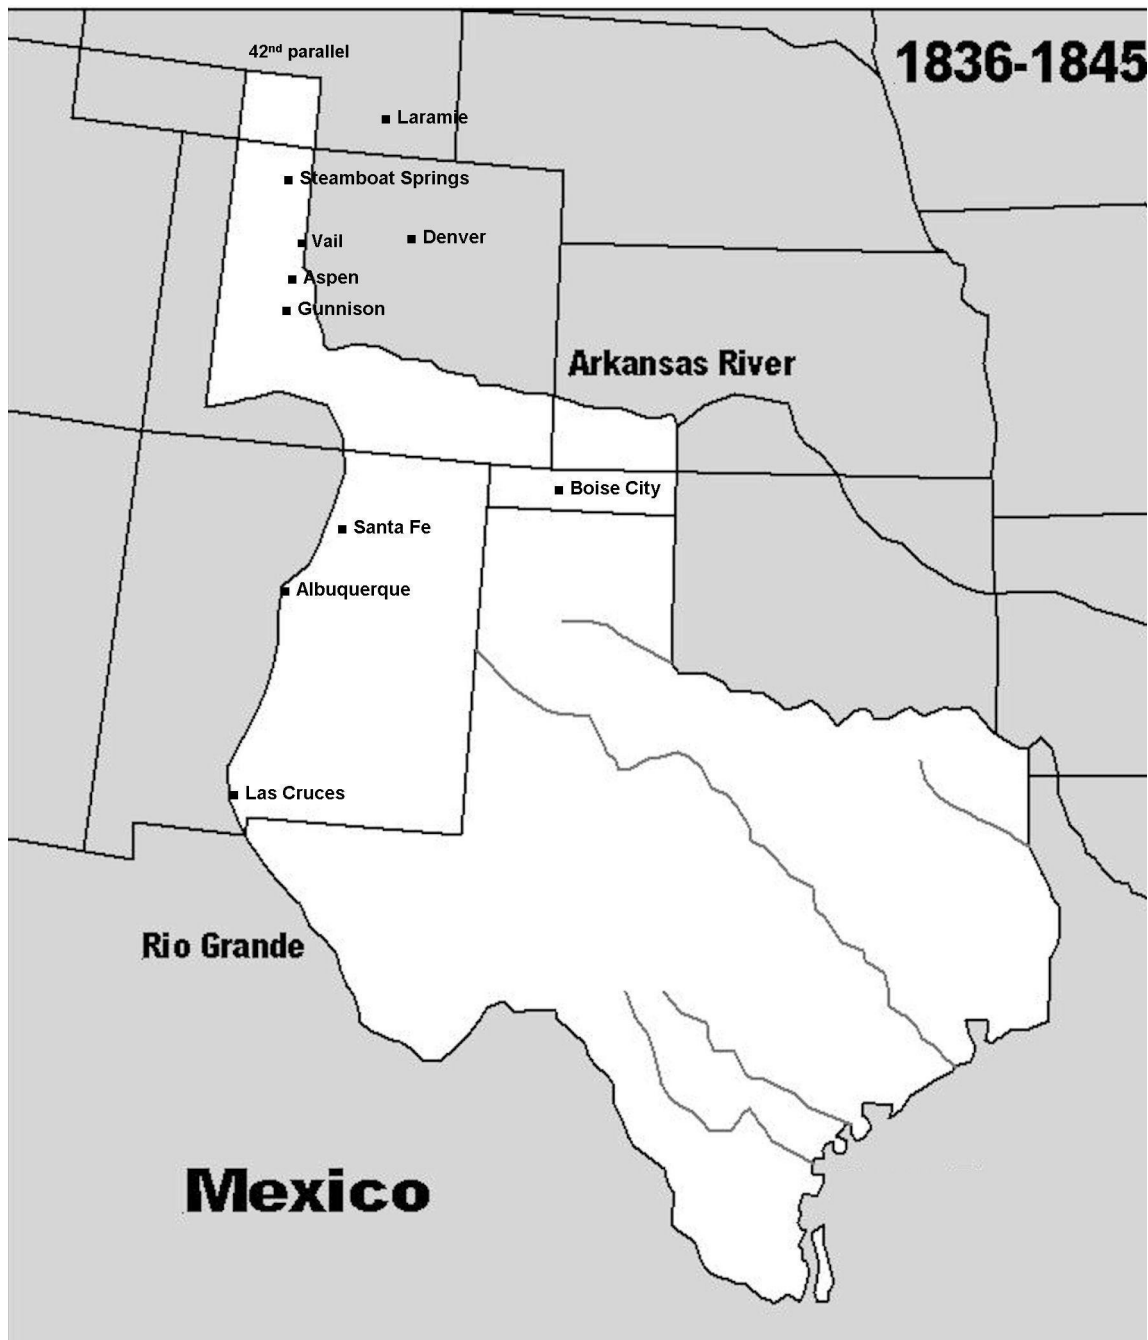 1836-1845
42nd parallel
Laramie
Steamboat Springs
Vail
Denver
Aspen
Gunnison
Arkansas River
Boise City
Santa Fe
Albuquerque
Las Cruces
Rio Grande
Mexico